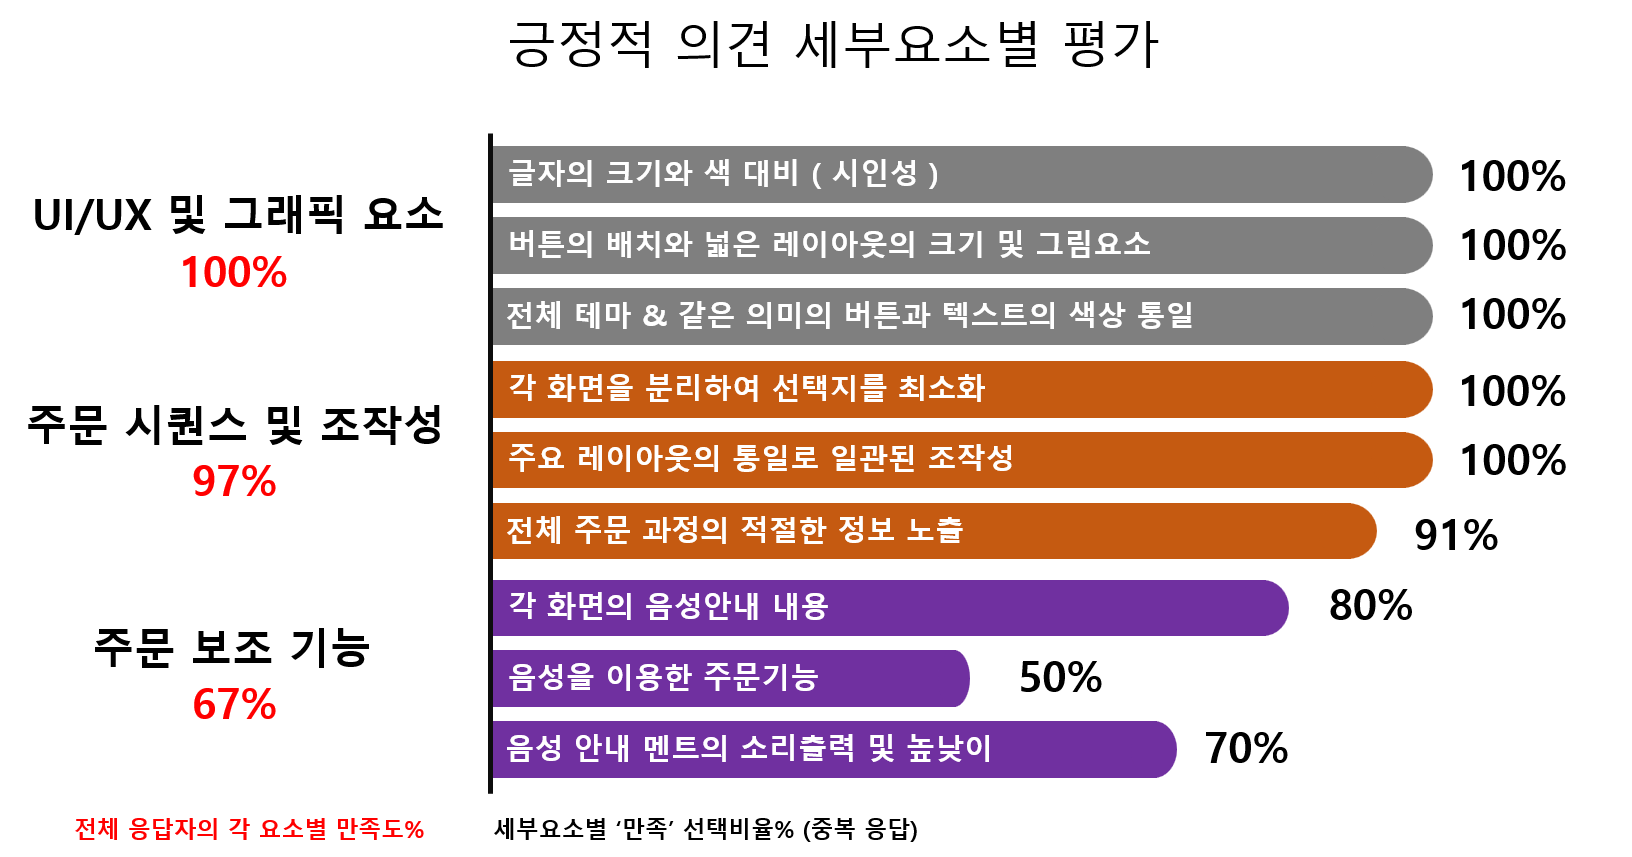 긍정적 의견 세부요소별 평가
UI/UX 및 그래픽 요소
100%
글자의 크기와 색 대비 ( 시인성 )
100%
버튼의 배치와 넓은 레이아웃의 크기 및 그림요소
100%
전체 테마 & 같은 의미의 버튼과 텍스트의 색상 통일
100%
주문 시퀀스 및 조작성
97%
각 화면을 분리하여 선택지를 최소화
100%
주요 레이아웃의 통일로 일관된 조작성
100%
전체 주문 과정의 적절한 정보 노출
91%
주문 보조 기능
67%
각 화면의 음성안내 내용
80%
음성을 이용한 주문기능
50%
음성 안내 멘트의 소리출력 및 높낮이
70%
전체 응답자의 각 요소별 만족도%
세부요소별 ‘만족’ 선택비율% (중복 응답)